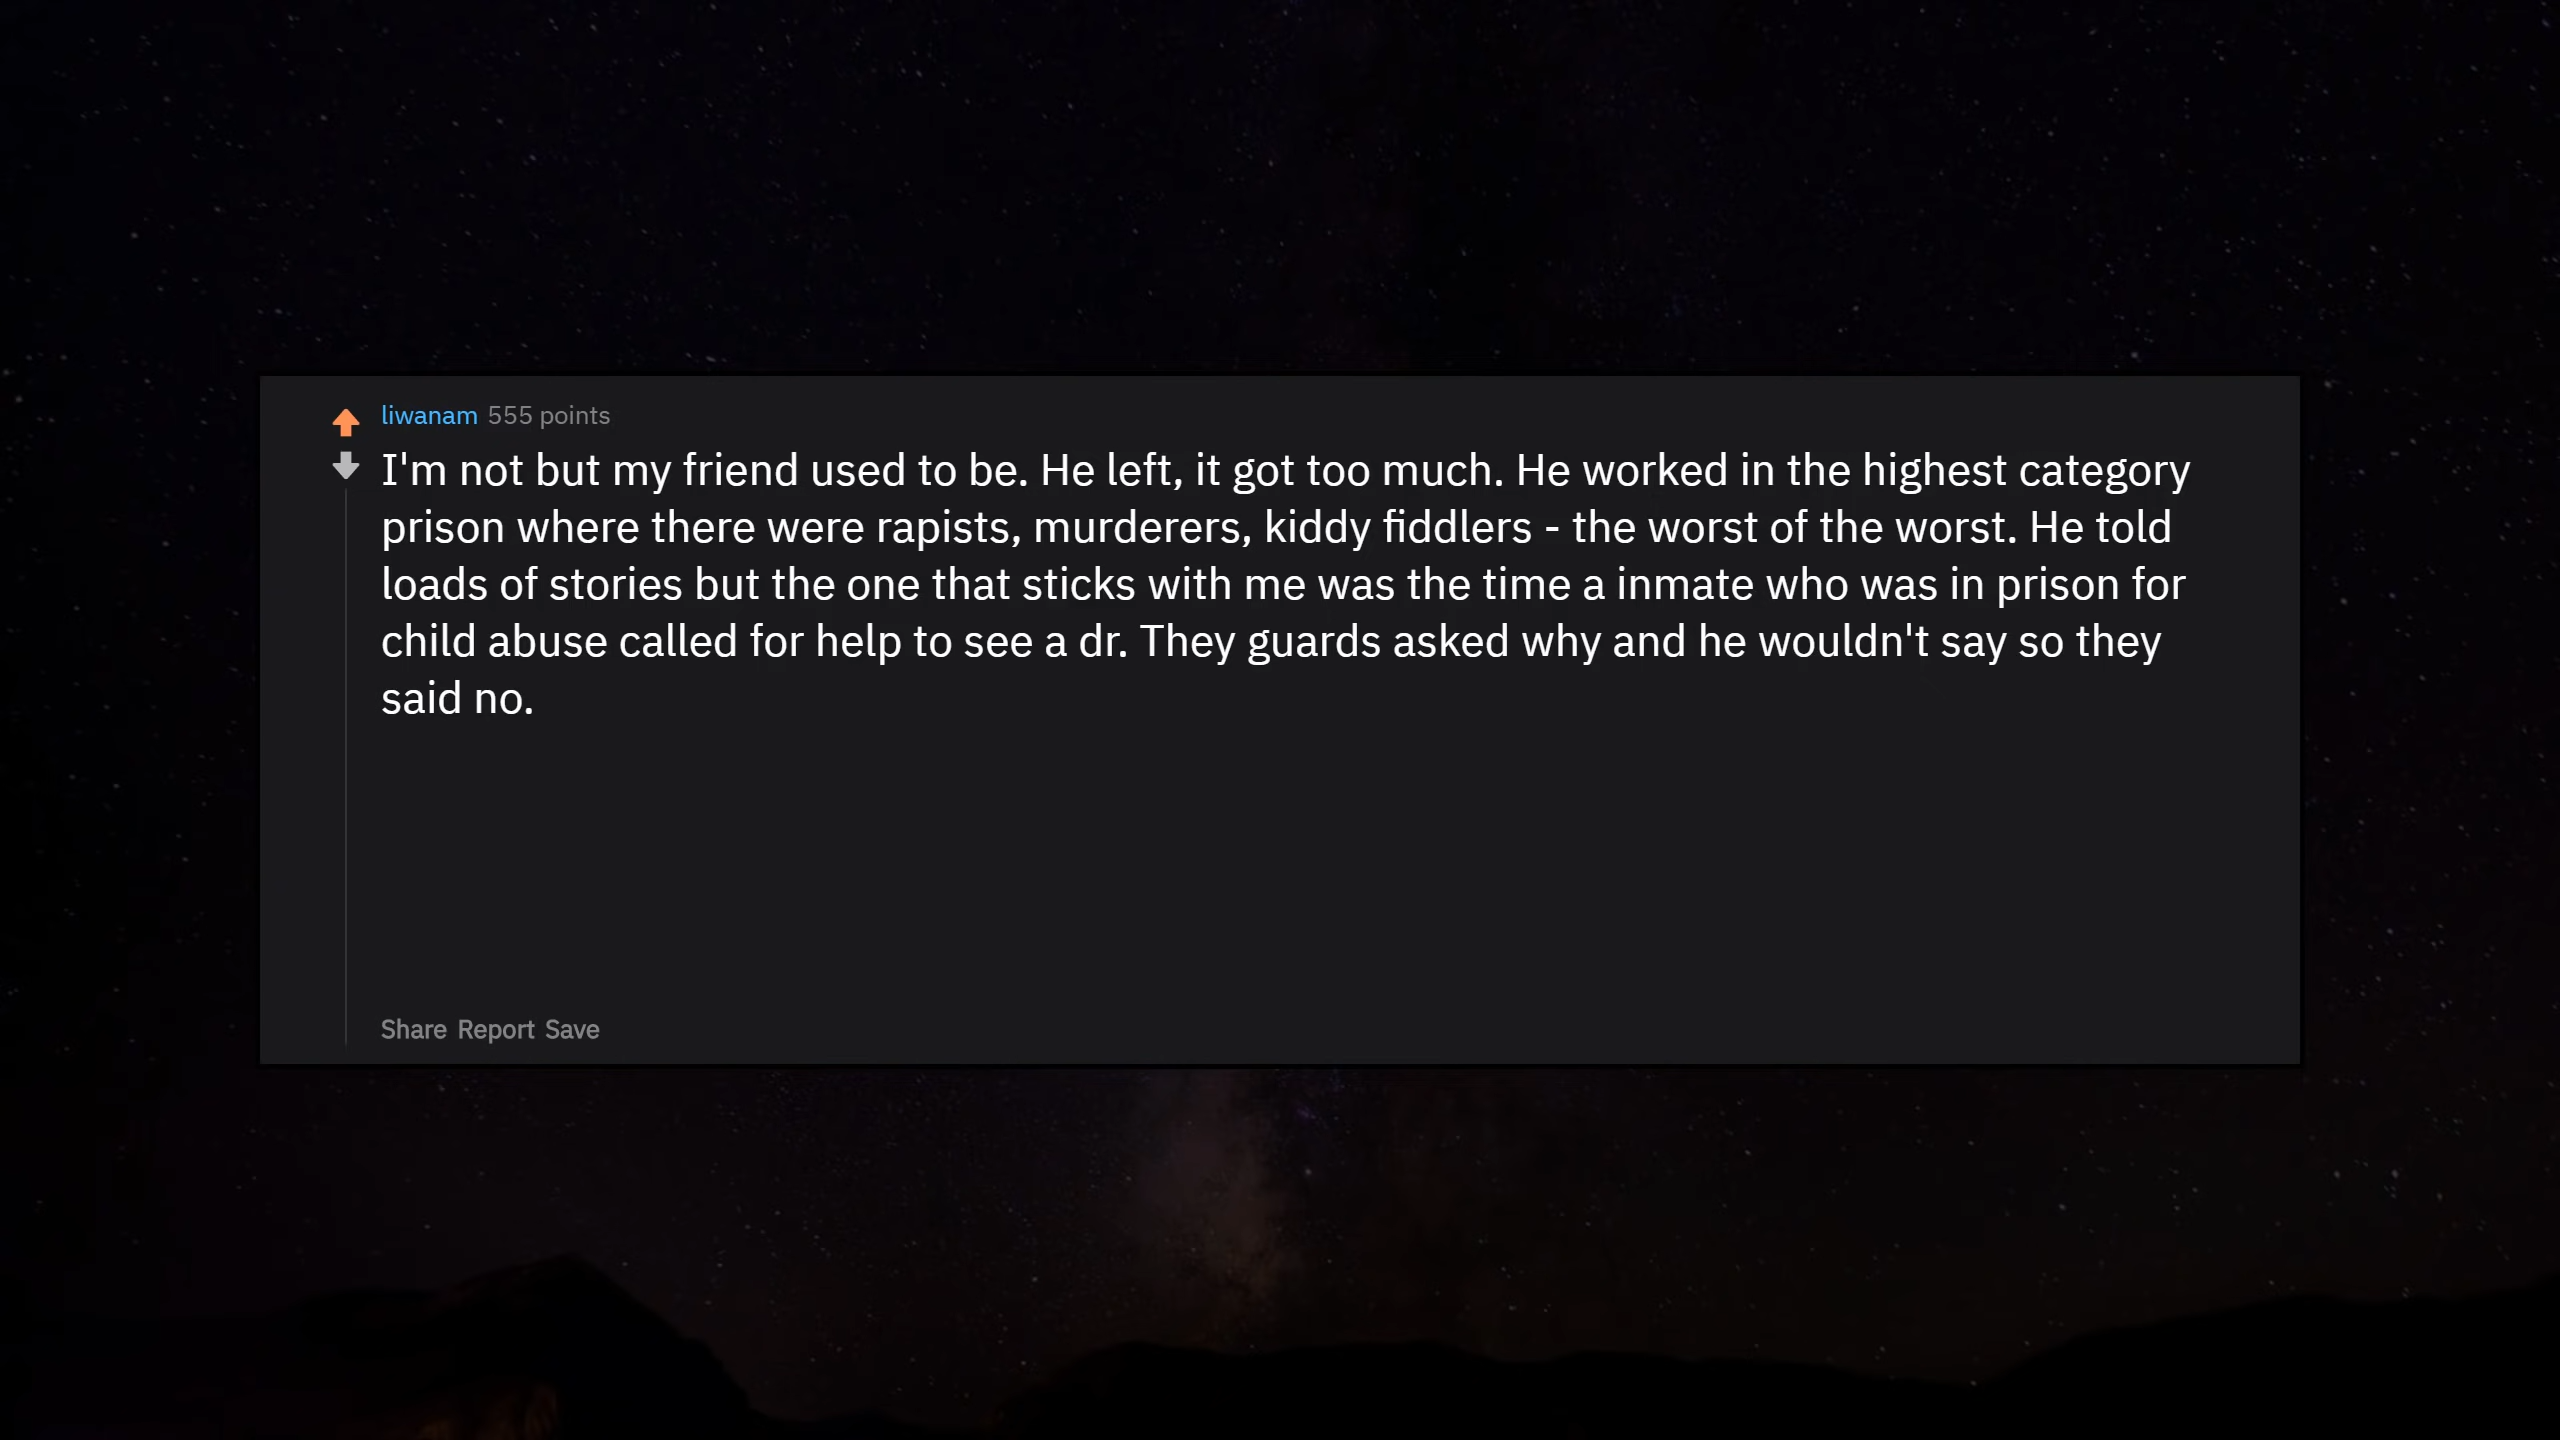 liwanam 555 points
I'm not but my friend used to be. He left, it got too much. He worked in the highest category
prison where there were rapists, murderers, kiddy fiddlers - the worst of the worst. He told
loads of stories but the one that sticks with me was the time a inmate who was in prison for
child abuse called for help to see a dr. They guards asked why and he wouldn't say so they
said no.
Share Report Save